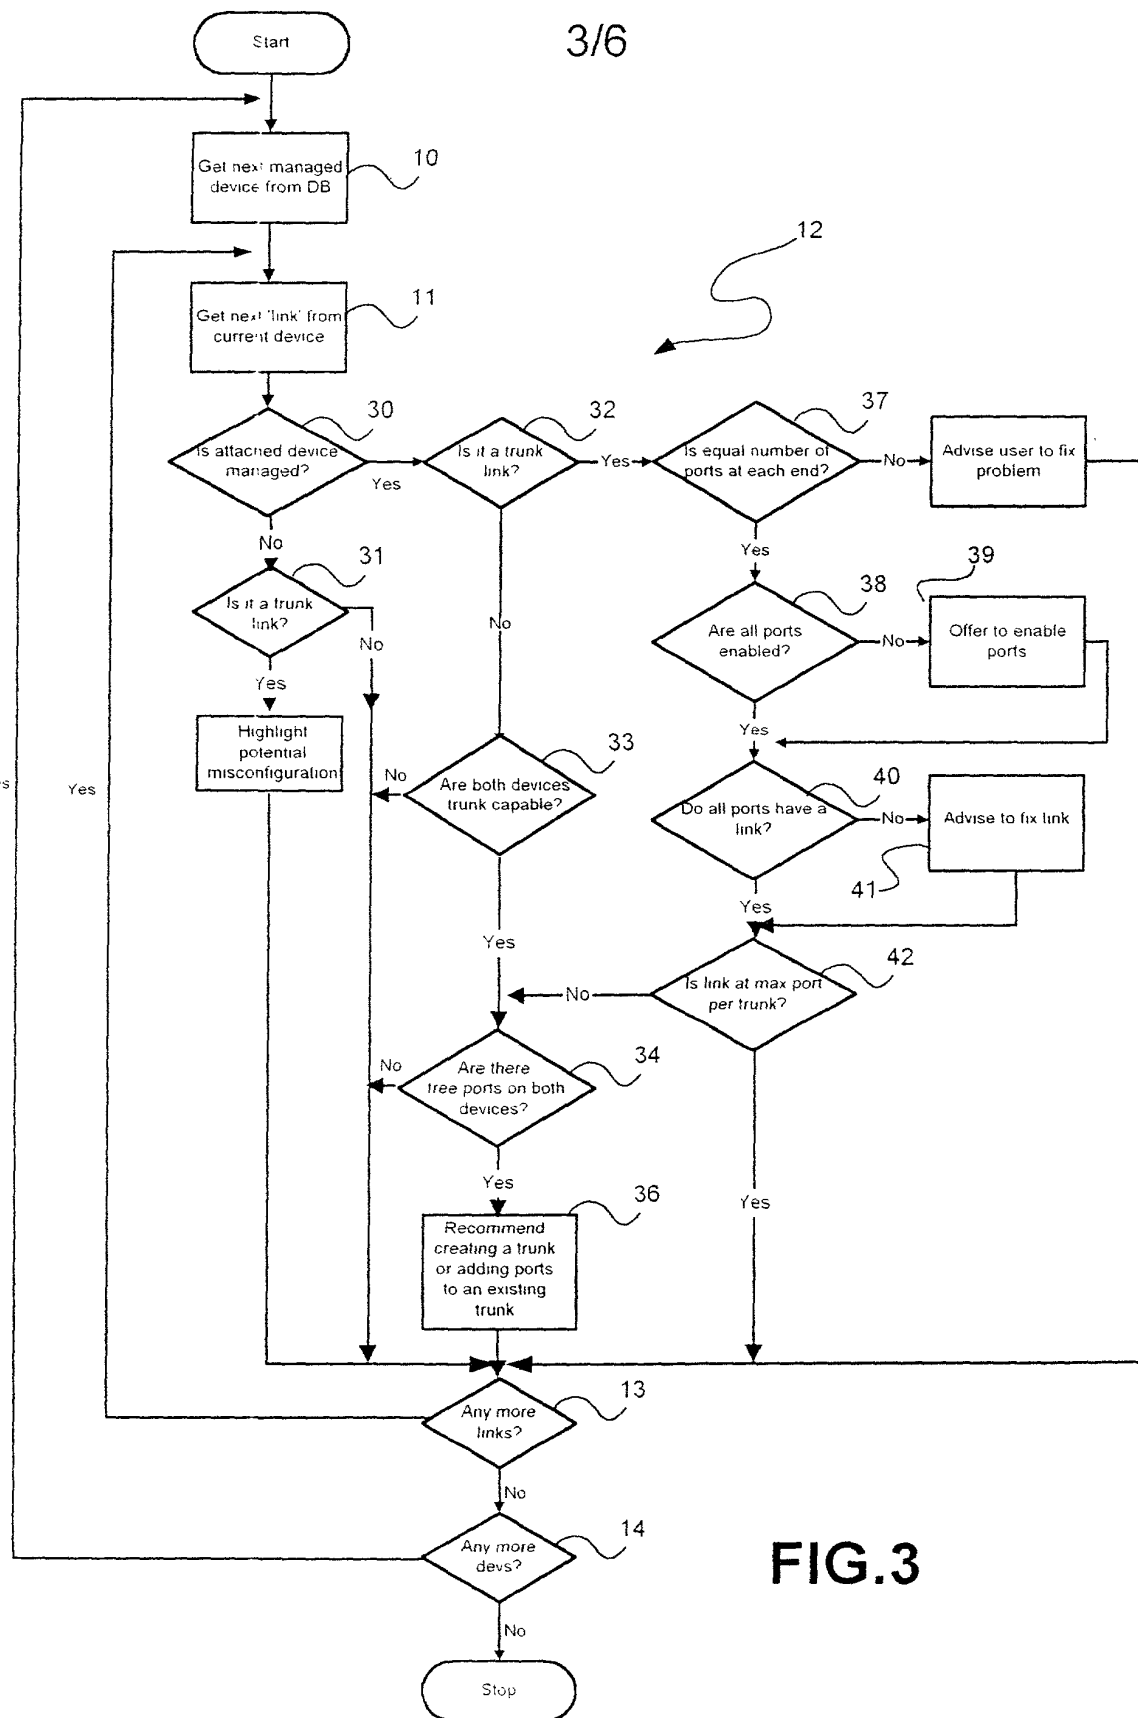 3/6
Start
Get next managed
device from DB
10
12
Get next 'link' from
current device
11
Is attached device
managed?
30
Yes
Is it a trunk
link?
32
Yes
Is equal number of
ports at each end?
37
No
Advise user to fix
problem
No
Is it a trunk
link?
31
No
Yes
Highlight
potential
misconfiguration
No
Yes
Are all ports
enabled?
38
No
39
Offer to enable
ports
Yes
Are both devices
trunk capable?
33
No
Do all ports have a
link?
40
No
Advise to fix link
41
Yes
Yes
Yes
Is link at max port
per trunk?
42
No
Are there
free ports on both
devices?
34
No
Yes
Yes
Recommend
creating a trunk
or adding ports
to an existing
trunk
36
Any more
links?
13
No
Any more
devs?
14
No
Stop
FIG.3